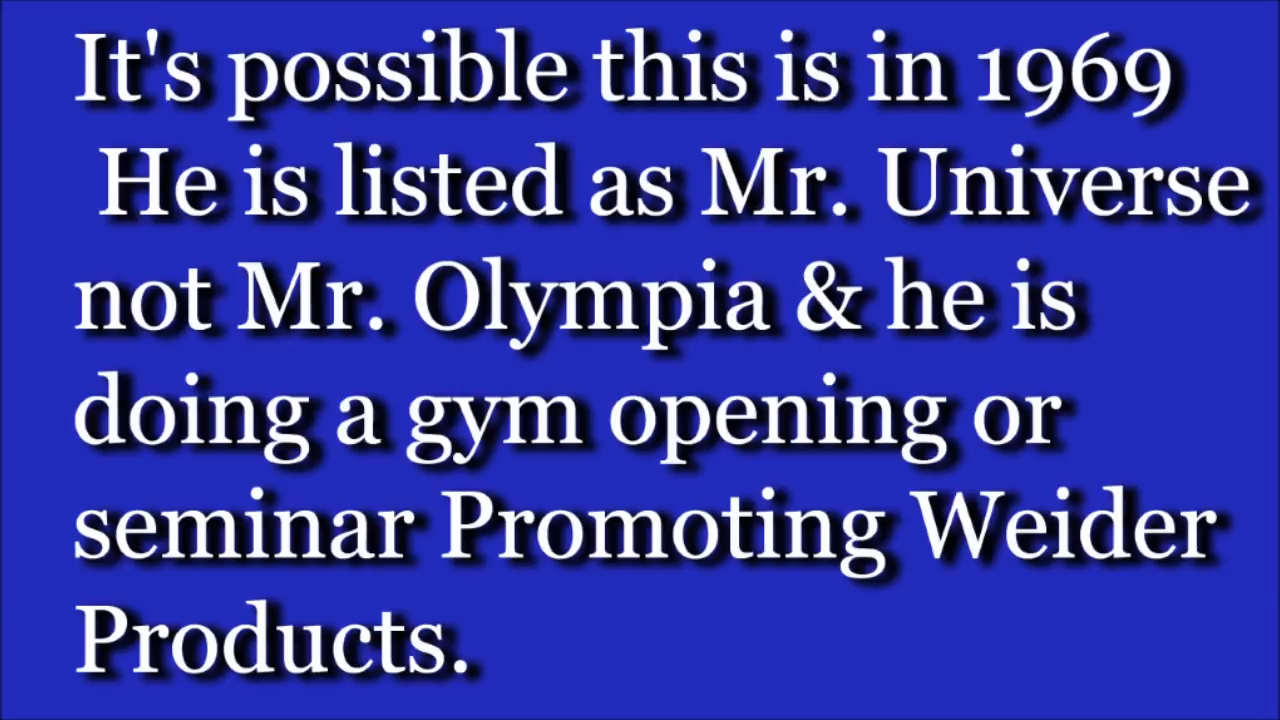 It's possible this is in 1969
He is listed as Mr. Universe
not Mr. Olympia & he is
doing a gym opening or
seminar Promoting Weider
Products.